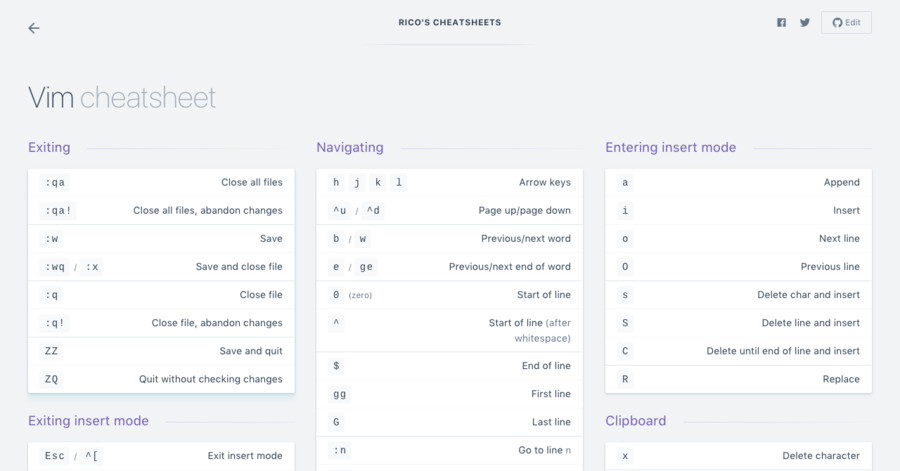 RICO'S CHEATSHEETS
Edit
Vim cheatsheet
Exiting
:qa Close all files
:qa! Close all files, abandon changes
:w Save
:wq / :x Save and close file
:q Close file
:q! Close file, abandon changes
ZZ Save and quit
ZQ Quit without checking changes
Exiting insert mode
Esc / ^[ Exit insert mode
Navigating
h j k l Arrow keys
^u / ^d Page up/page down
b / w Previous/next word
e / ge Previous/next end of word
0 (zero) Start of line
^ Start of line (after
whitespace)
$ End of line
gg First line
G Last line
:n Go to line n
Entering insert mode
a Append
i Insert
o Next line
O Previous line
s Delete char and insert
S Delete line and insert
C Delete until end of line and insert
R Replace
Clipboard
x Delete character